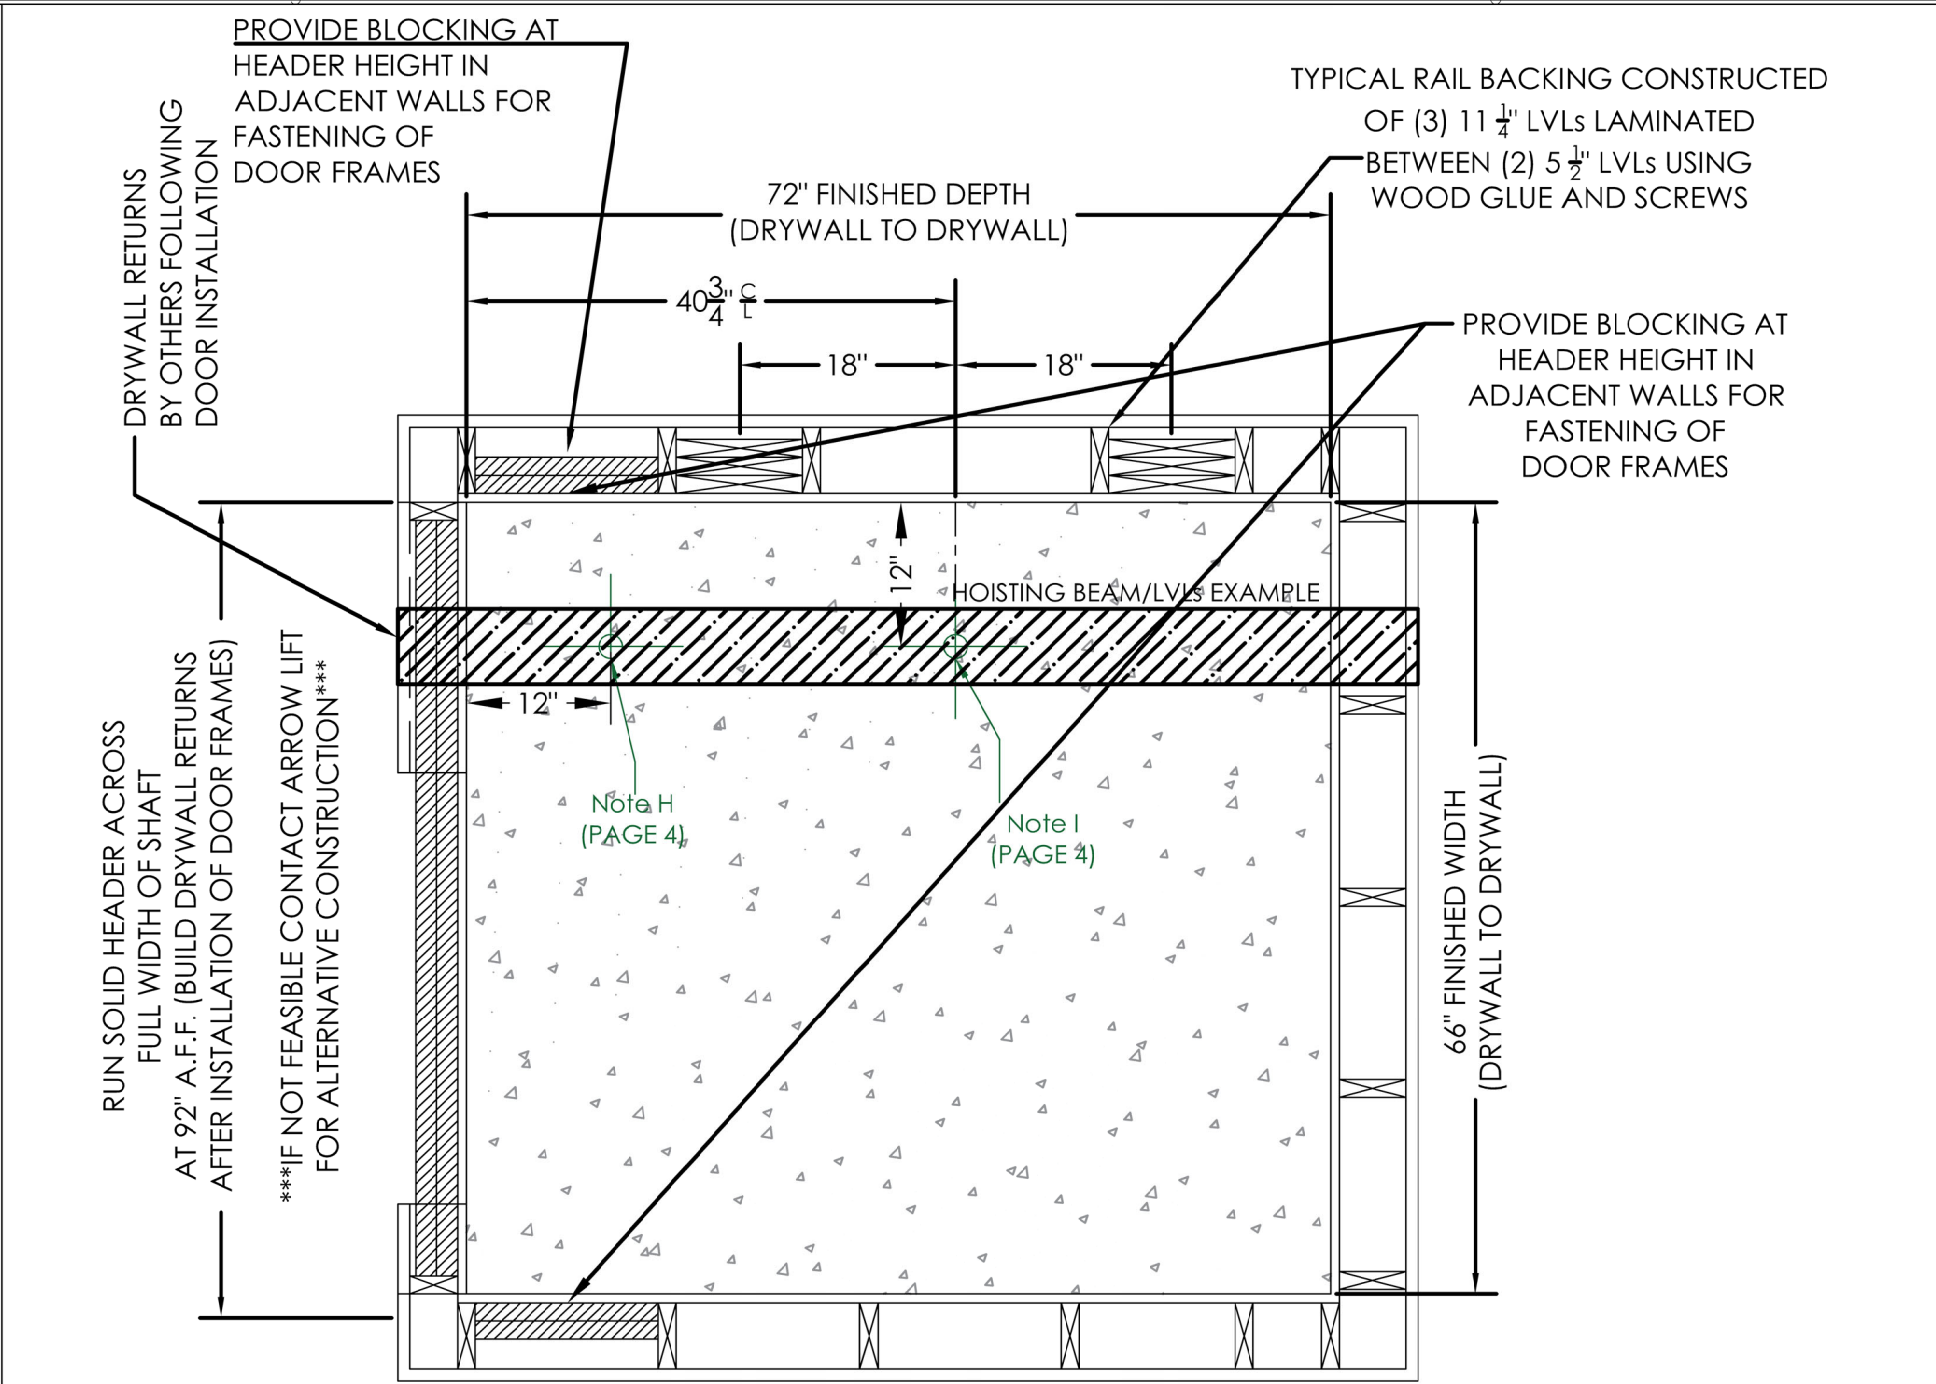 PROVIDE BLOCKING AT
HEADER HEIGHT IN
ADJACENT WALLS FOR
FASTENING OF
DOOR FRAMES
TYPICAL RAIL BACKING CONSTRUCTED
OF (3) 11 1/4" LVLs LAMINATED
BETWEEN (2) 5 1/2" LVLs USING
WOOD GLUE AND SCREWS
DRYWALL RETURNS
BY OTHERS FOLLOWING
DOOR INSTALLATION
72" FINISHED DEPTH
(DRYWALL TO DRYWALL)
40 3/4" C L
18"
18"
PROVIDE BLOCKING AT
HEADER HEIGHT IN
ADJACENT WALLS FOR
FASTENING OF
DOOR FRAMES
12"
HOISTING BEAM/LVLs EXAMPLE
12"
Note H
(PAGE 4)
Note I
(PAGE 4)
RUN SOLID HEADER ACROSS
FULL WIDTH OF SHAFT
AT 92" A.F.F. (BUILD DRYWALL RETURNS
AFTER INSTALLATION OF DOOR FRAMES)
***IF NOT FEASIBLE CONTACT ARROW LIFT
FOR ALTERNATIVE CONSTRUCTION***
66" FINISHED WIDTH
(DRYWALL TO DRYWALL)